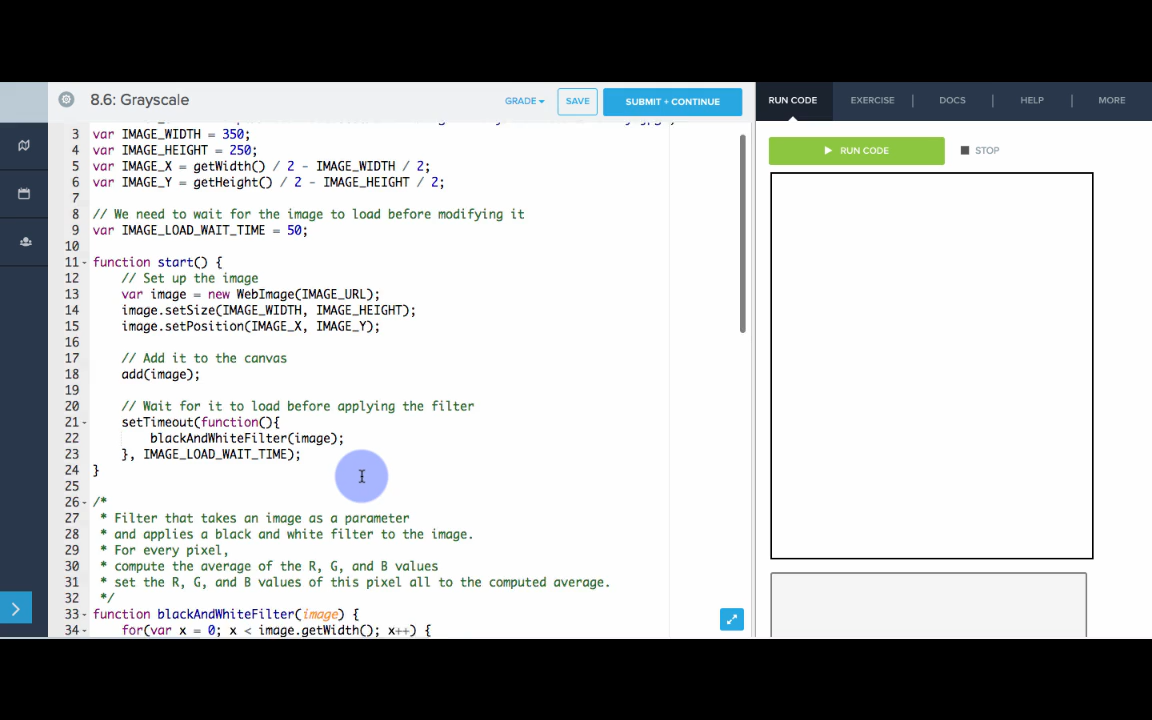 8.6: Grayscale
GRADE
SAVE
SUBMIT + CONTINUE
RUN CODE
EXERCISE
DOCS
HELP
MORE
RUN CODE
STOP
3 var IMAGE_WIDTH = 350;
4 var IMAGE_HEIGHT = 250;
5 var IMAGE_X = getWidth() / 2 - IMAGE_WIDTH / 2;
6 var IMAGE_Y = getHeight() / 2 - IMAGE_HEIGHT / 2;
7
8 // We need to wait for the image to load before modifying it
9 var IMAGE_LOAD_WAIT_TIME = 50;
10
11 function start() {
12 // Set up the image
13 var image = new WebImage(IMAGE_URL);
14 image.setSize(IMAGE_WIDTH, IMAGE_HEIGHT);
15 image.setPosition(IMAGE_X, IMAGE_Y);
16
17 // Add it to the canvas
18 add(image);
19
20 // Wait for it to load before applying the filter
21 setTimeout(function(){
22 blackAndWhiteFilter(image);
23 }, IMAGE_LOAD_WAIT_TIME);
24 }
25
26 /*
27 * Filter that takes an image as a parameter
28 * and applies a black and white filter to the image.
29 * For every pixel,
30 * compute the average of the R, G, and B values
31 * set the R, G, and B values of this pixel all to the computed average.
32 */
33 function blackAndWhiteFilter(image) {
34 for(var x = 0; x < image.getWidth(); x++) {